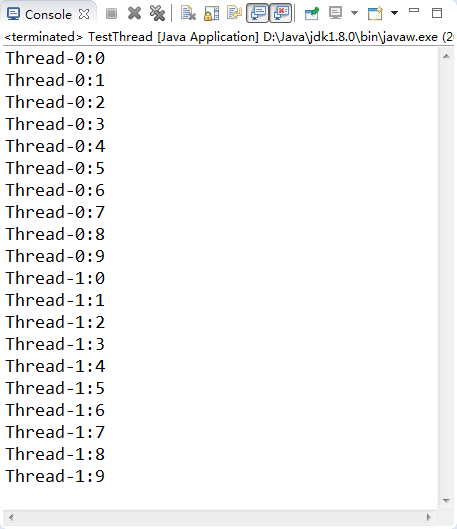 Console
<terminated> TestThread [Java Application] D:\Java\jdk1.8.0\bin\javaw.exe (20
Thread-0:0
Thread-0:1
Thread-0:2
Thread-0:3
Thread-0:4
Thread-0:5
Thread-0:6
Thread-0:7
Thread-0:8
Thread-0:9
Thread-1:0
Thread-1:1
Thread-1:2
Thread-1:3
Thread-1:4
Thread-1:5
Thread-1:6
Thread-1:7
Thread-1:8
Thread-1:9